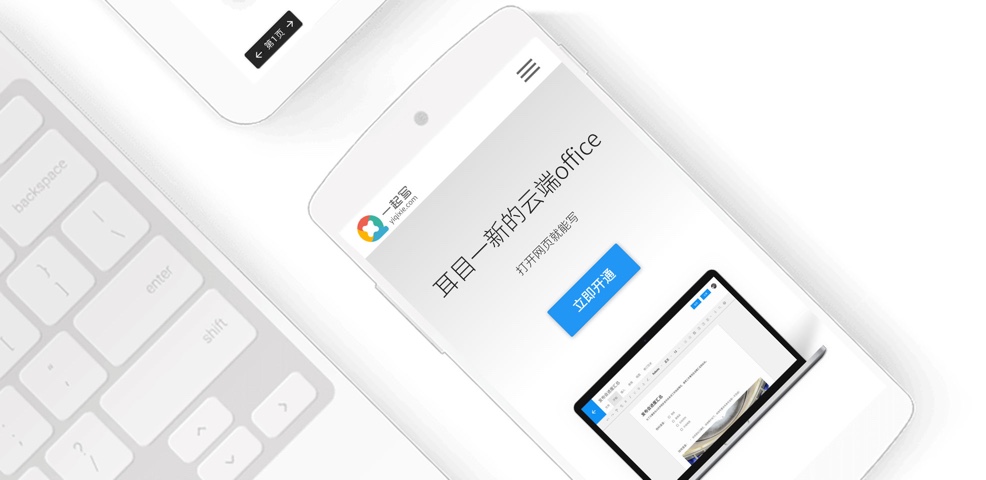 第1页
一起写
yiqixie.com
耳目一新的云端office
打开网页就能写
立即开通
backspace
enter
shift